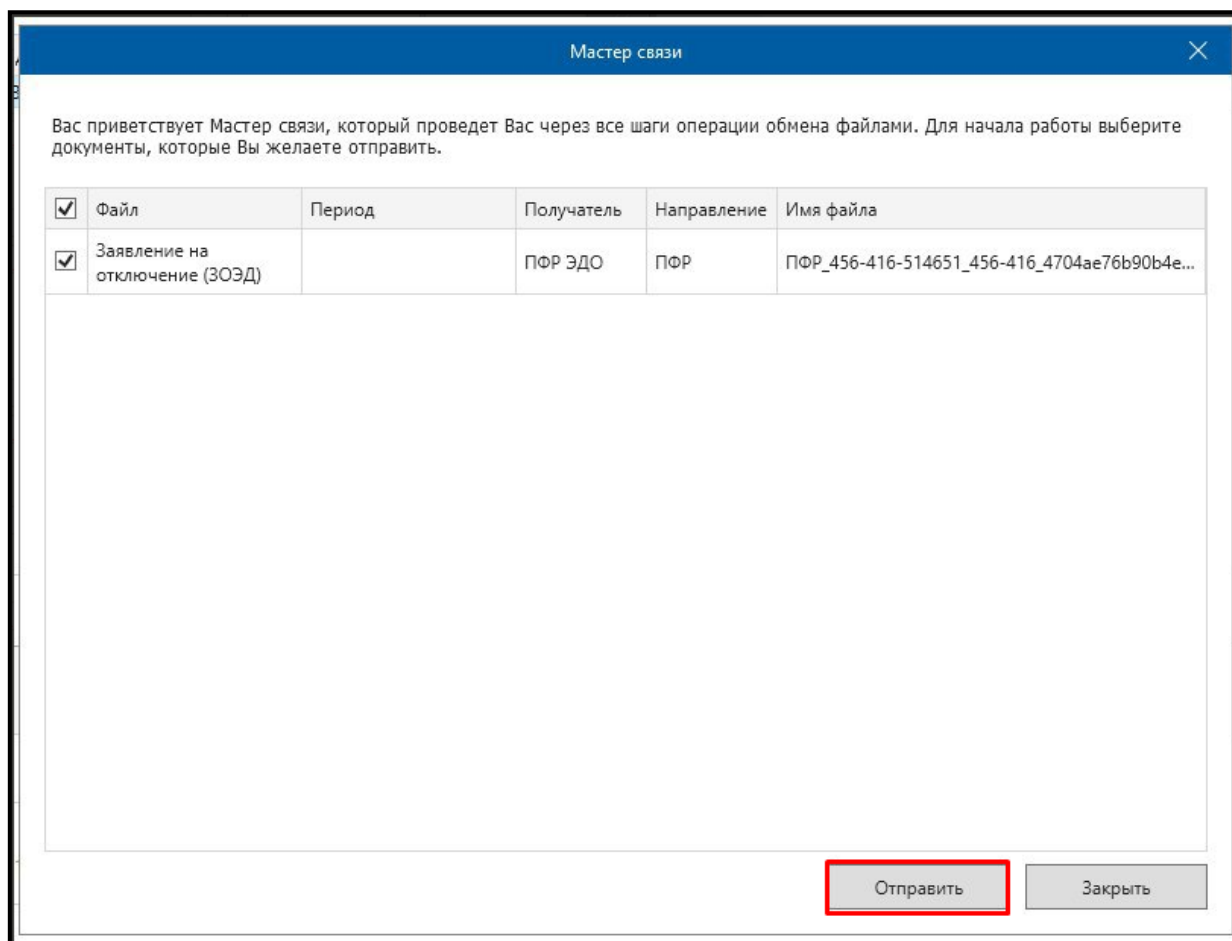 Мастер связи
Вас приветствует Мастер связи, который проведет Вас через все шаги операции обмена файлами. Для начала работы выберите
документы, которые Вы желаете отправить.
Файл Период Получатель Направление Имя файла
Заявление на
отключение (ЗОЭД) ПФР ЭДО ПФР ПФР_456-416-514651_456-416_4704ae76b90b4e...
Отправить Закрыть